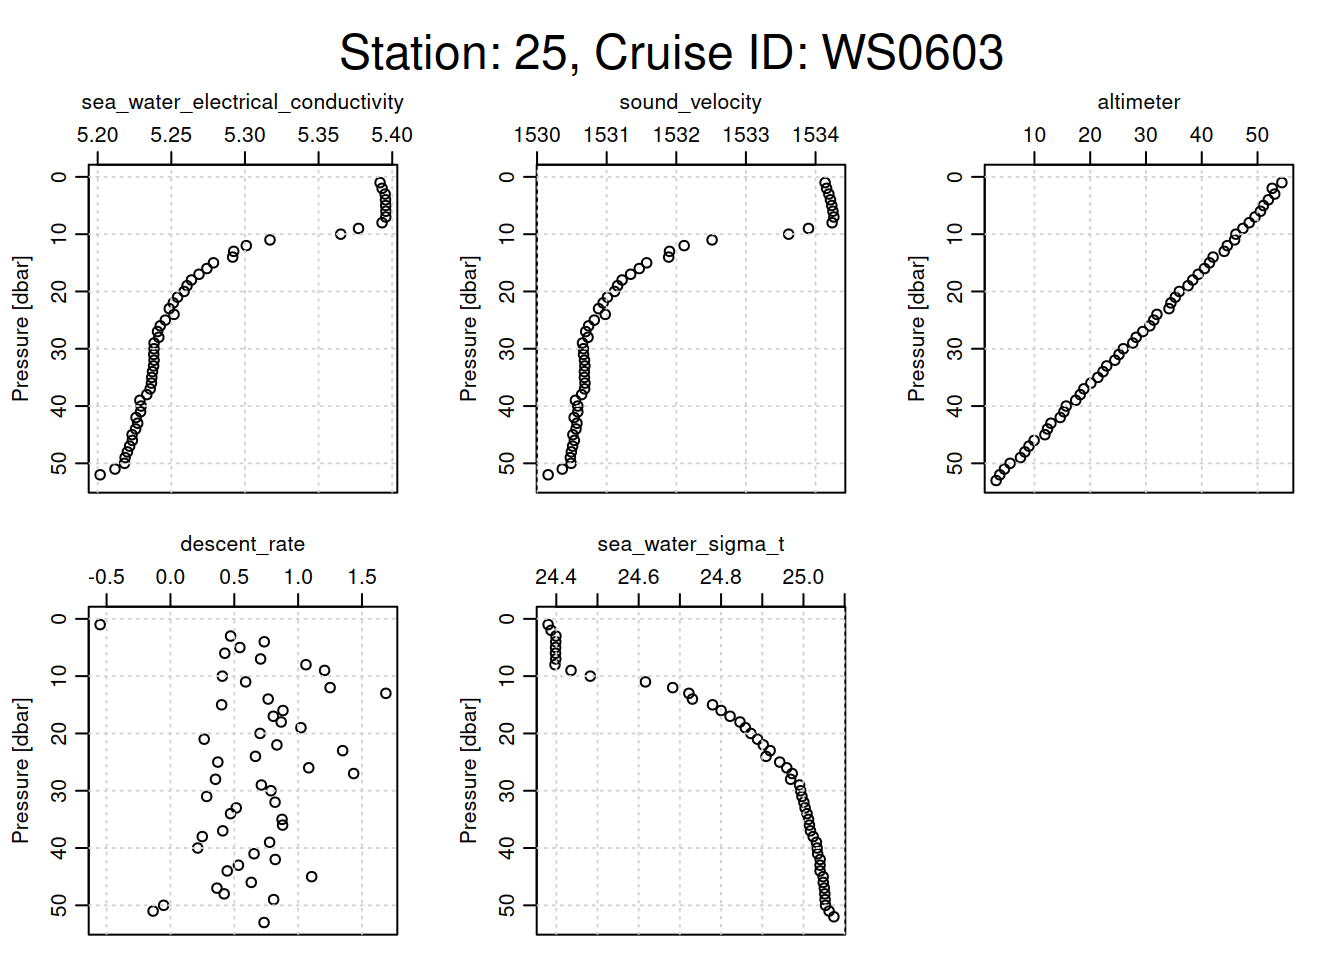 Station: 25, Cruise ID: WS0603
sea_water_electrical_conductivity
5.20 5.25 5.30 5.35 5.40
Pressure [dbar]
0 10 20 30 40 50
sound_velocity
1530 1531 1532 1533 1534
Pressure [dbar]
0 10 20 30 40 50
altimeter
10 20 30 40 50
Pressure [dbar]
0 10 20 30 40 50
descent_rate
-0.5 0.0 0.5 1.0 1.5
Pressure [dbar]
0 10 20 30 40 50
sea_water_sigma_t
24.4 24.6 24.8 25.0
Pressure [dbar]
0 10 20 30 40 50